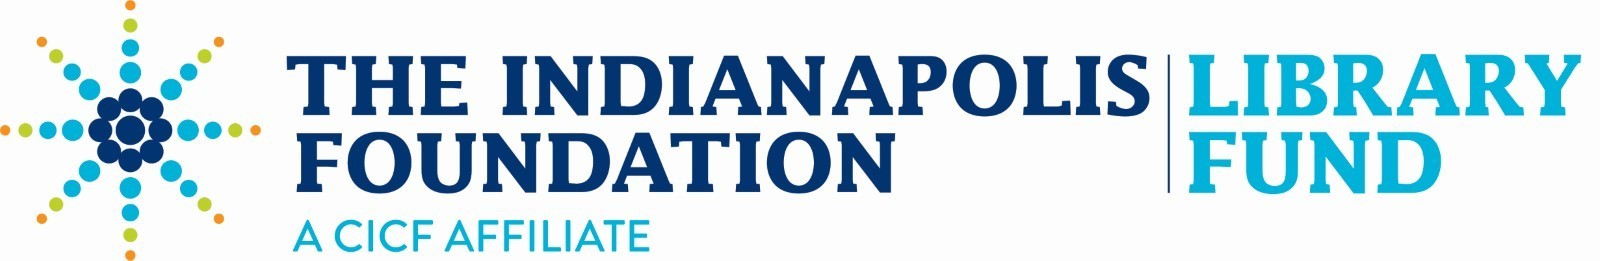 THE INDIANAPOLIS
FOUNDATION
A CICF AFFILIATE
LIBRARY
FUND